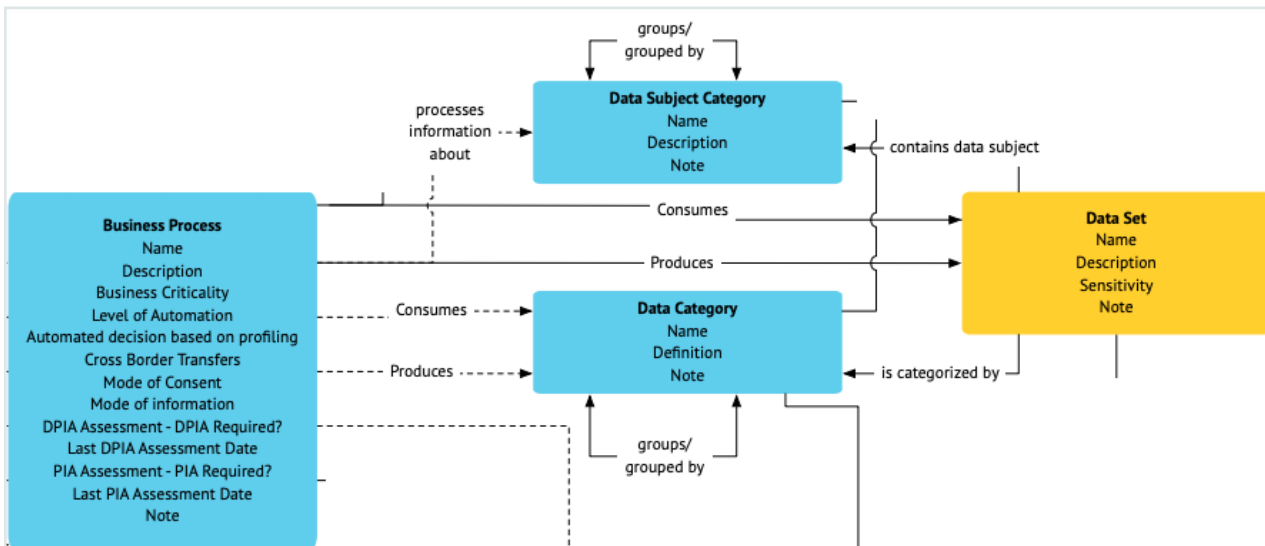 groups/
grouped by
Data Subject Category
Name
Description
Note
processes
information
about
contains data subject
Business Process
Name
Description
Business Criticality
Level of Automation
Automated decision based on profiling
Cross Border Transfers
Mode of Consent
Mode of information
DPIA Assessment - DPIA Required?
Last DPIA Assessment Date
PIA Assessment - PIA Required?
Last PIA Assessment Date
Note
Consumes
Produces
Data Set
Name
Description
Sensitivity
Note
Consumes
Produces
Data Category
Name
Definition
Note
is categorized by
groups/
grouped by